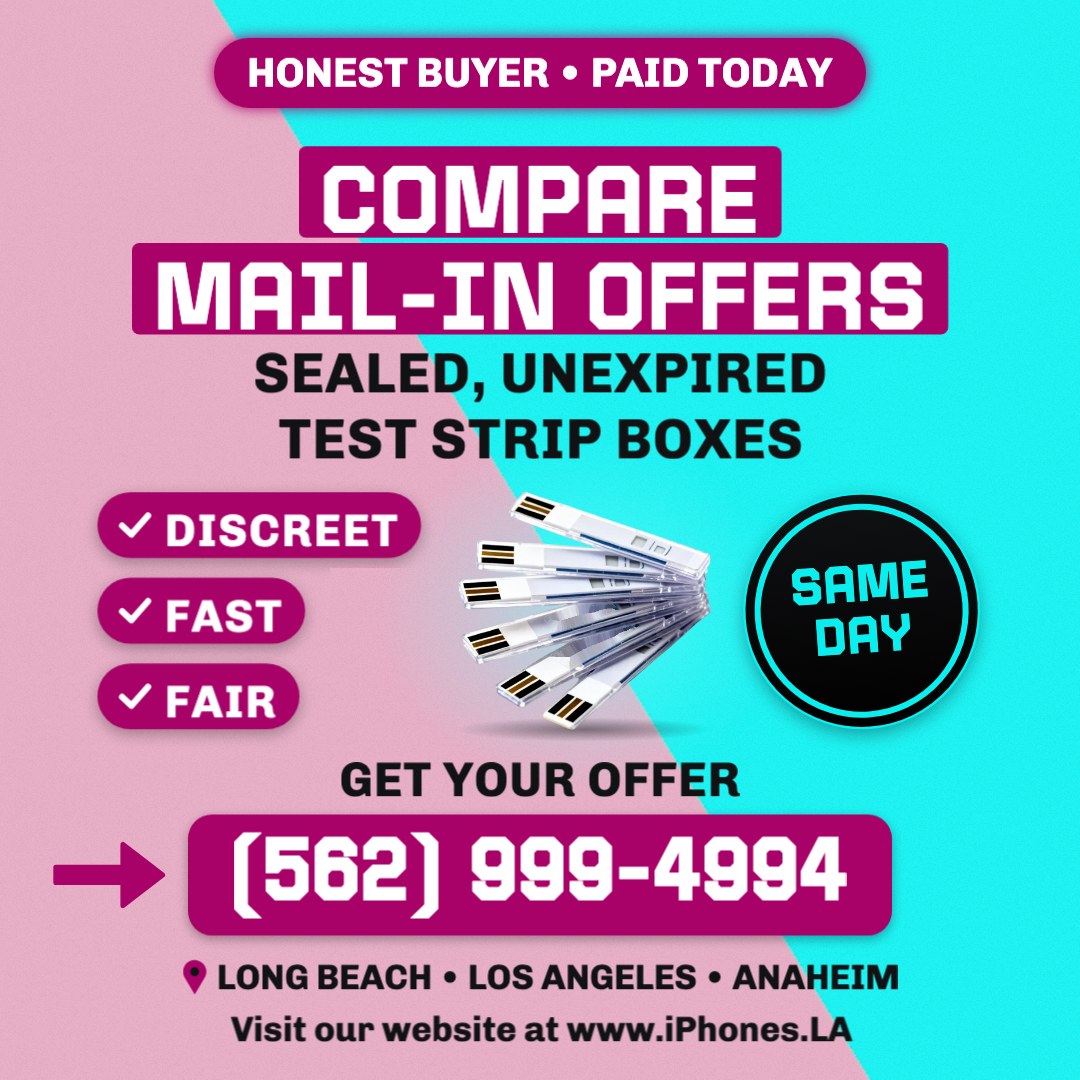 HONEST BUYER • PAID TODAY
COMPARE
MAIL-IN OFFERS
SEALED, UNEXPIRED
TEST STRIP BOXES
✓ DISCREET
✓ FAST
✓ FAIR
SAME
DAY
GET YOUR OFFER
(562) 999-4994
LONG BEACH • LOS ANGELES • ANAHEIM
Visit our website at www.iPhones.LA